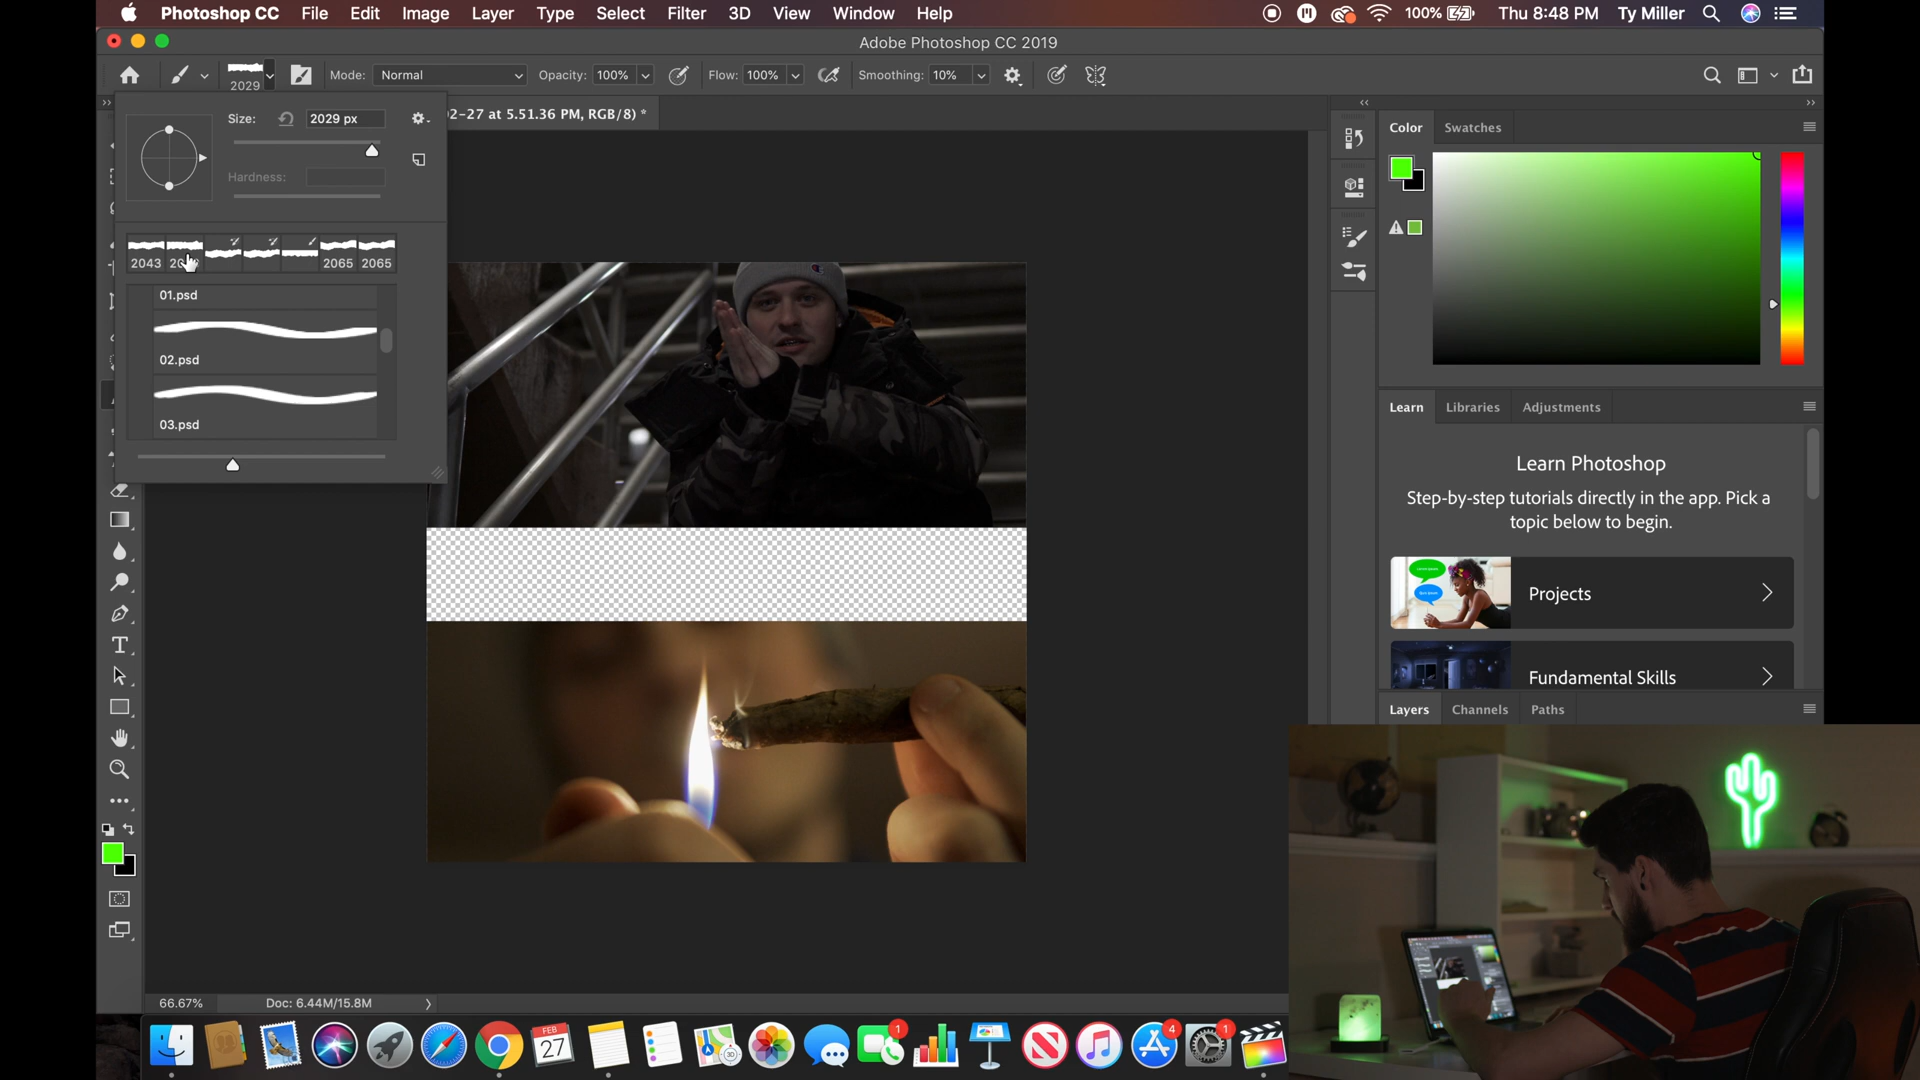 Photoshop CC File Edit Image Layer Type Select Filter 3D View Window Help 100% Thu 8:48 PM Ty Miller
Adobe Photoshop CC 2019
2029 Mode: Normal Opacity: 100% Flow: 100% Smoothing: 10%
2-27 at 5.51.36 PM, RGB/8) *
Size: 2029 px
Hardness:
2043 2065 2065
01.psd
02.psd
03.psd
Color Swatches
Learn Libraries Adjustments
Learn Photoshop
Step-by-step tutorials directly in the app. Pick a
topic below to begin.
Projects
Fundamental Skills
Layers Channels Paths
66.67% Doc: 6.44M/15.8M
FEB
27
3D
1
4
1